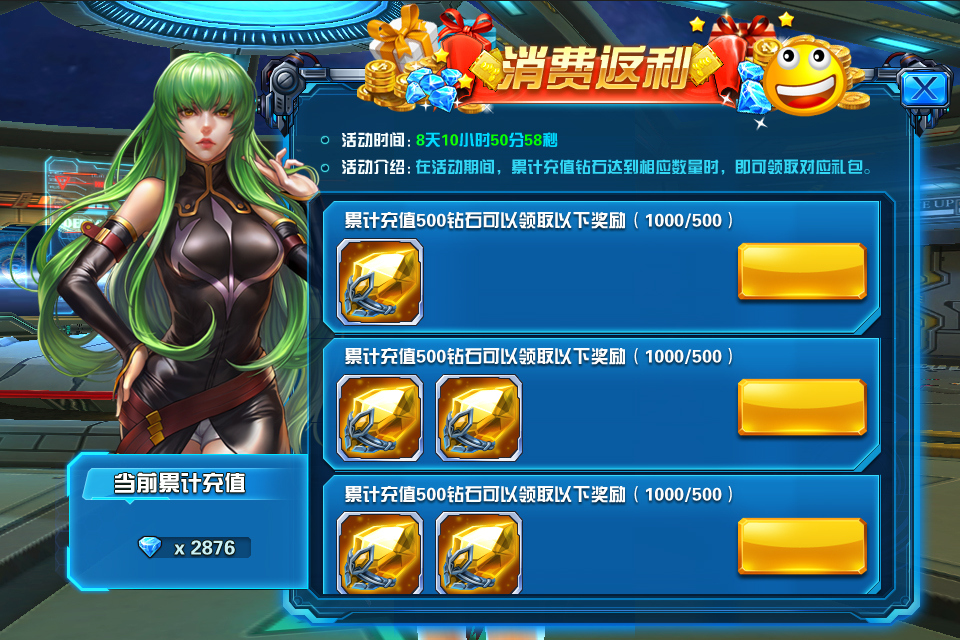 消费返利
活动时间：8天10小时50分58秒
活动介绍：在活动期间，累计充值钻石达到相应数量时，即可领取对应礼包。
累计充值500钻石可以领取以下奖励（1000/500）
累计充值500钻石可以领取以下奖励（1000/500）
累计充值500钻石可以领取以下奖励（1000/500）
当前累计充值
x 2876